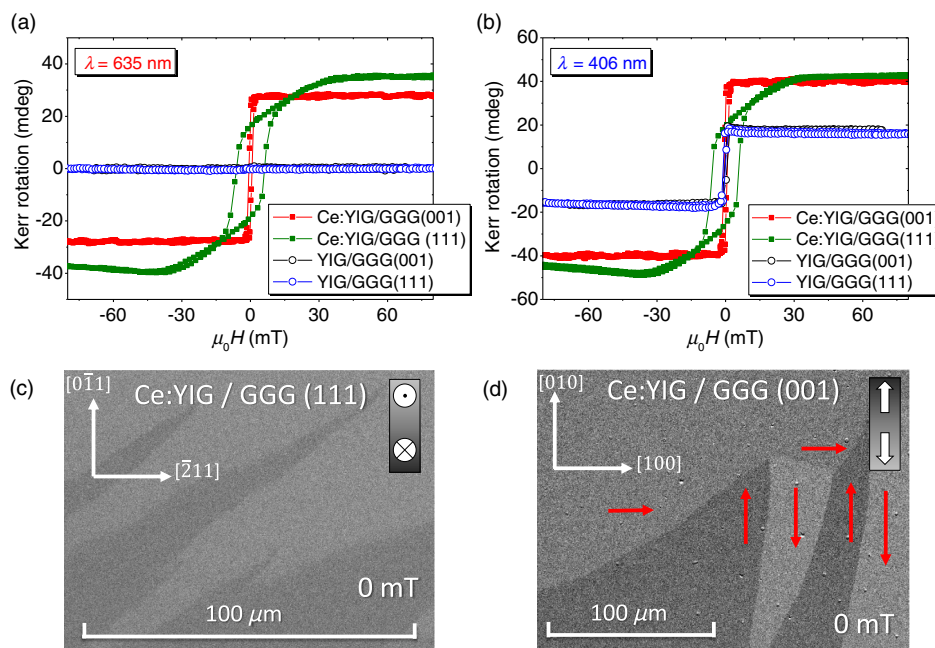 (a)
λ = 635 nm
Kerr rotation (mdeg)
40
20
0
-20
-40
-60
-30
0
30
60
μ₀H (mT)
Ce:YIG/GGG(001)
Ce:YIG/GGG (111)
YIG/GGG(001)
YIG/GGG(111)
(b)
λ = 406 nm
Kerr rotation (mdeg)
60
40
20
0
-20
-40
-60
-60
-30
0
30
60
μ₀H (mT)
Ce:YIG/GGG(001)
Ce:YIG/GGG(111
YIG/GGG(001)
YIG/GGG(111)
(c)
[01̅1]
Ce:YIG / GGG (111)
[2̅11]
0 mT
100 μm
(d)
[010]
Ce:YIG / GGG (001)
[100]
100 μm
0 mT